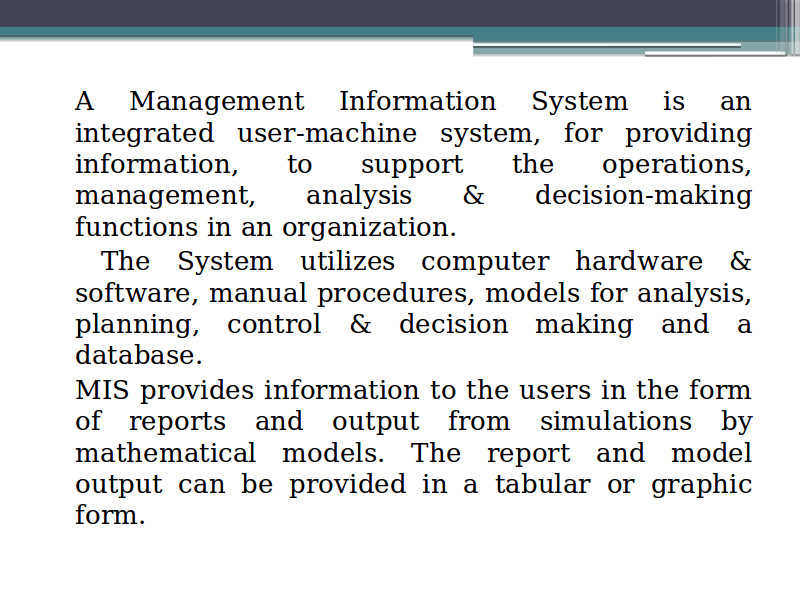 A Management Information System is an
integrated user-machine system, for providing
information, to support the operations,
management, analysis & decision-making
functions in an organization.
The System utilizes computer hardware &
software, manual procedures, models for analysis,
planning, control & decision making and a
database.
MIS provides information to the users in the form
of reports and output from simulations by
mathematical models. The report and model
output can be provided in a tabular or graphic
form.